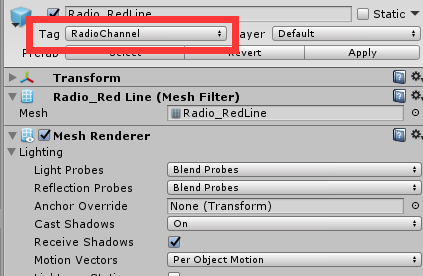 Radio_RedLine Static
Tag RadioChannel Layer Default
Prefab Select Revert Apply
Transform
Radio_Red Line (Mesh Filter)
Mesh Radio_RedLine
Mesh Renderer
Lighting
Light Probes Blend Probes
Reflection Probes Blend Probes
Anchor Override None (Transform)
Cast Shadows On
Receive Shadows
Motion Vectors Per Object Motion